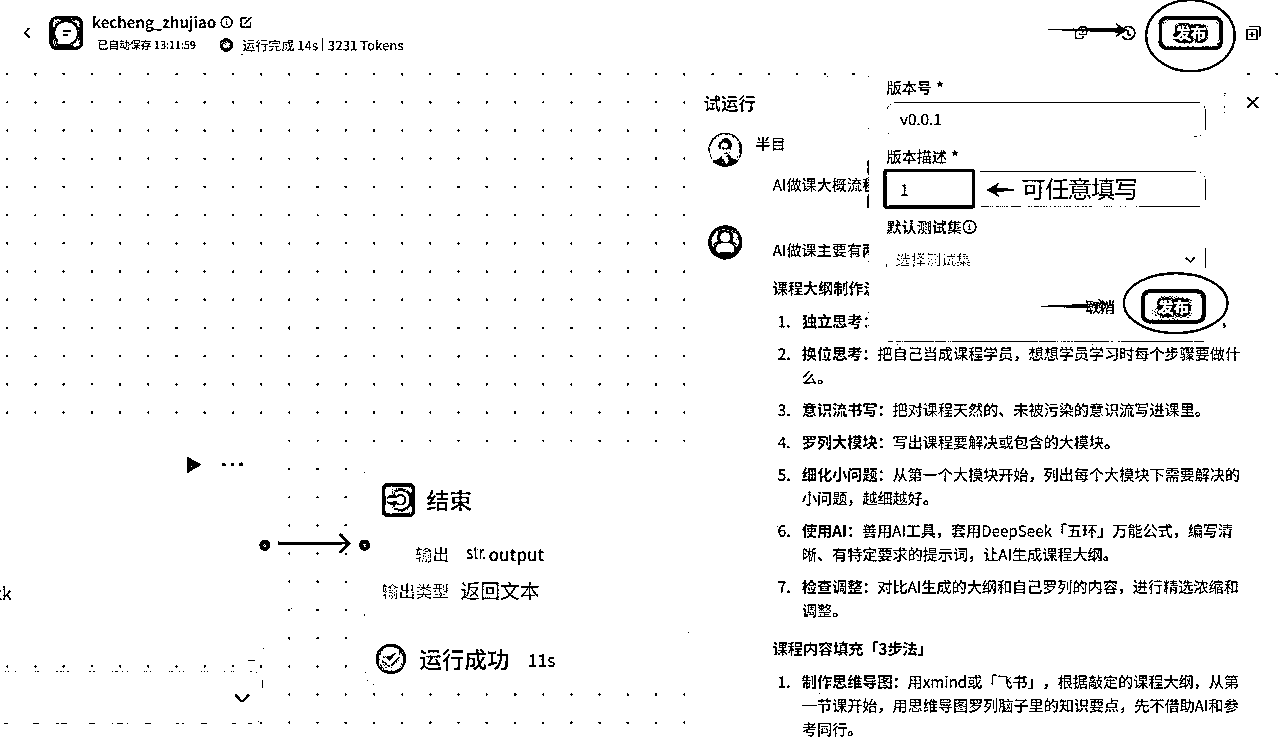 kecheng_zhujiao
已自动保存 13:11:59
运行完成 14s | 3231 Tokens
发布
试运行
版本号 *
v0.0.1
半目
版本描述 *
AI做课大概流程
1
可任意填写
默认测试集
AI做课主要有两
选择测试集
课程大纲制作
取消
发布
1. 独立思考：
2. 换位思考：把自己当成课程学员，想想学员学习时每个步骤要做什
么。
3. 意识流书写：把对课程天然的、未被污染的意识流写进课里。
4. 罗列大模块：写出课程要解决或包含的大模块。
5. 细化小问题：从第一个大模块开始，列出每个大模块下需要解决的
小问题，越细越好。
6. 使用AI：善用AI工具，套用DeepSeek「五环」万能公式，编写清
晰、有特定要求的提示词，让AI生成课程大纲。
7. 检查调整：对比AI生成的大纲和自己罗列的内容，进行精选浓缩和
调整。
课程内容填充「3步法」
1. 制作思维导图：用xmind或「飞书」，根据敲定的课程大纲，从第
一节课开始，用思维导图罗列脑子里的知识要点，先不借助AI和参
考同行。
结束
输出 str. output
输出类型 返回文本
运行成功 11s